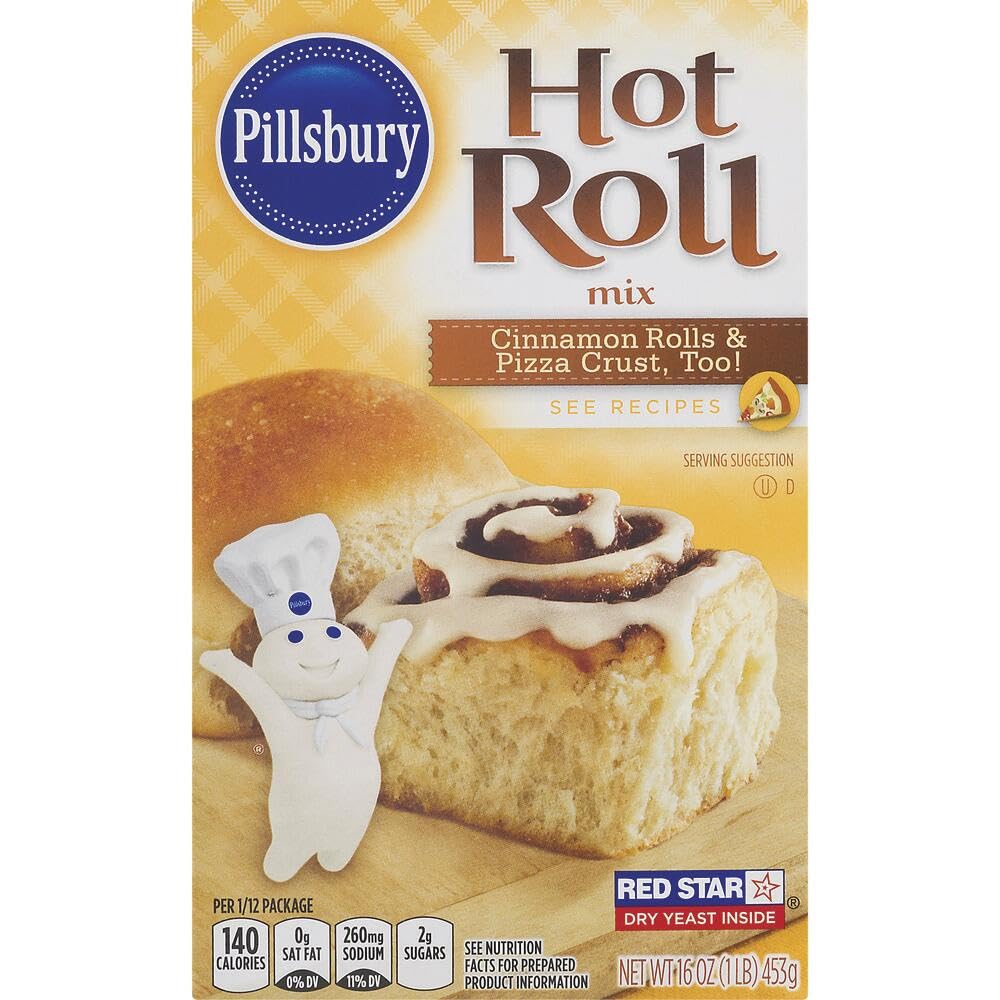 Pillsbury
Hot
Roll
mix
Cinnamon Rolls &
Pizza Crust, Too!
SEE RECIPES
SERVING SUGGESTION
Ⓤ D
Pillsbury
®
RED STAR
®
DRY YEAST INSIDE
PER 1/12 PACKAGE
140
CALORIES
0g
SAT FAT
0% DV
260mg
SODIUM
11% DV
2g
SUGARS
SEE NUTRITION
FACTS FOR PREPARED
PRODUCT INFORMATION
NET WT 16 OZ (1 LB) 453g